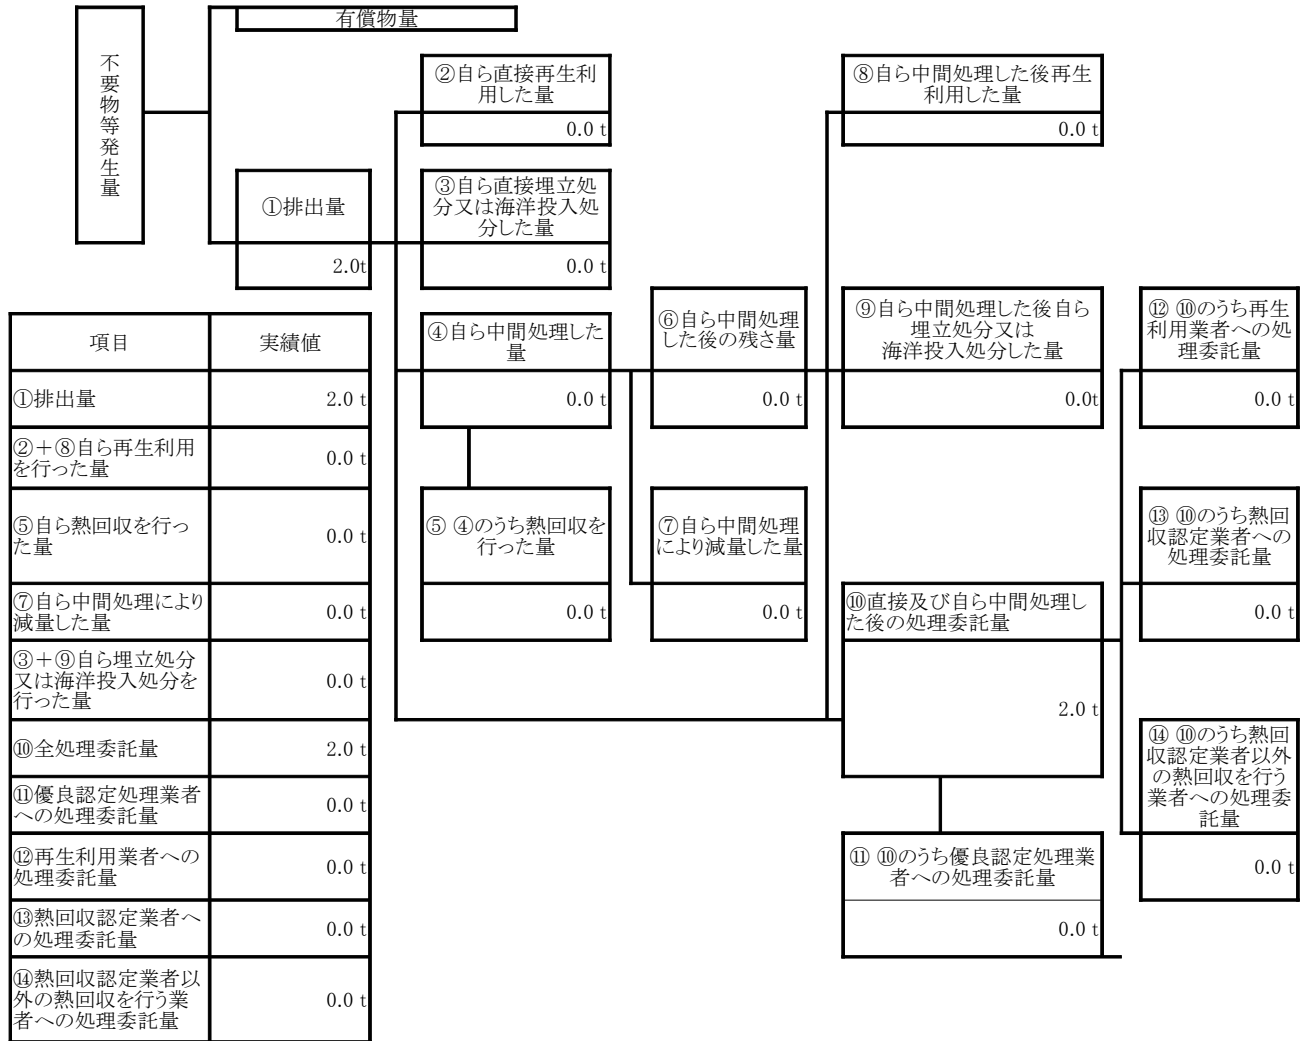 有償物量
不要物等発生量
②自ら直接再生利
用した量
0.0 t
⑧自ら中間処理した後再生
利用した量
0.0 t
①排出量
2.0t
③自ら直接埋立処
分又は海洋投入処
分した量
0.0 t
④自ら中間処理した
量
0.0 t
⑥自ら中間処理
した後の残さ量
0.0 t
⑨自ら中間処理した後自ら
埋立処分又は
海洋投入処分した量
0.0t
⑫ ⑩のうち再生
利用業者への処
理委託量
0.0 t
⑤ ④のうち熱回収を
行った量
0.0 t
⑦自ら中間処理
により減量した量
0.0 t
⑬ ⑩のうち熱回
収認定業者への
処理委託量
0.0 t
⑩直接及び自ら中間処理し
た後の処理委託量
2.0 t
⑭ ⑩のうち熱回
収認定業者以外
の熱回収を行う
業者への処理委
託量
0.0 t
⑪ ⑩のうち優良認定処理業
者への処理委託量
0.0 t
項目 実績値
①排出量 2.0 t
②＋⑧自ら再生利用
を行った量
0.0 t
⑤自ら熱回収を行っ
た量
0.0 t
⑦自ら中間処理により
減量した量
0.0 t
③＋⑨自ら埋立処分
又は海洋投入処分を
行った量
0.0 t
⑩全処理委託量 2.0 t
⑪優良認定処理業者
への処理委託量
0.0 t
⑫再生利用業者への
処理委託量
0.0 t
⑬熱回収認定業者へ
の処理委託量
0.0 t
⑭熱回収認定業者以
外の熱回収を行う業
者への処理委託量
0.0 t